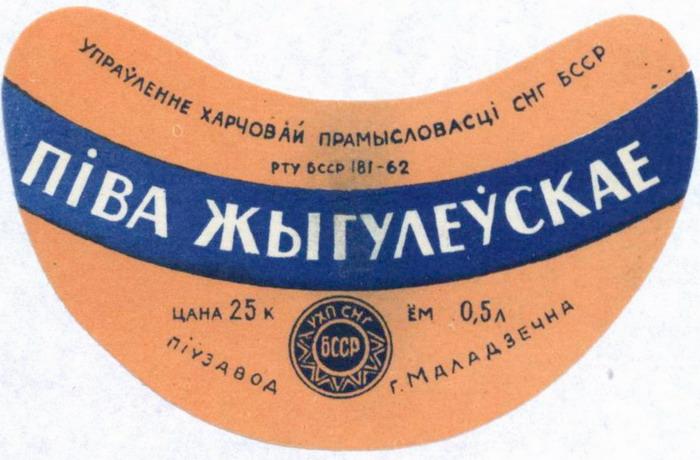 УПРАЎЛЕННЕ ХАРЧОВАЙ ПРАМЫСЛОВАСЦІ СНГ БССР
РТУ БССР 181-62
ПІВА ЖЫГУЛЕЎСКАЕ
ЦАНА 25 К
ЁМ 0,5Л
УХП СНГ
БССР
ПІЎЗАВОД
Г. МАЛАДЗЕЧНА